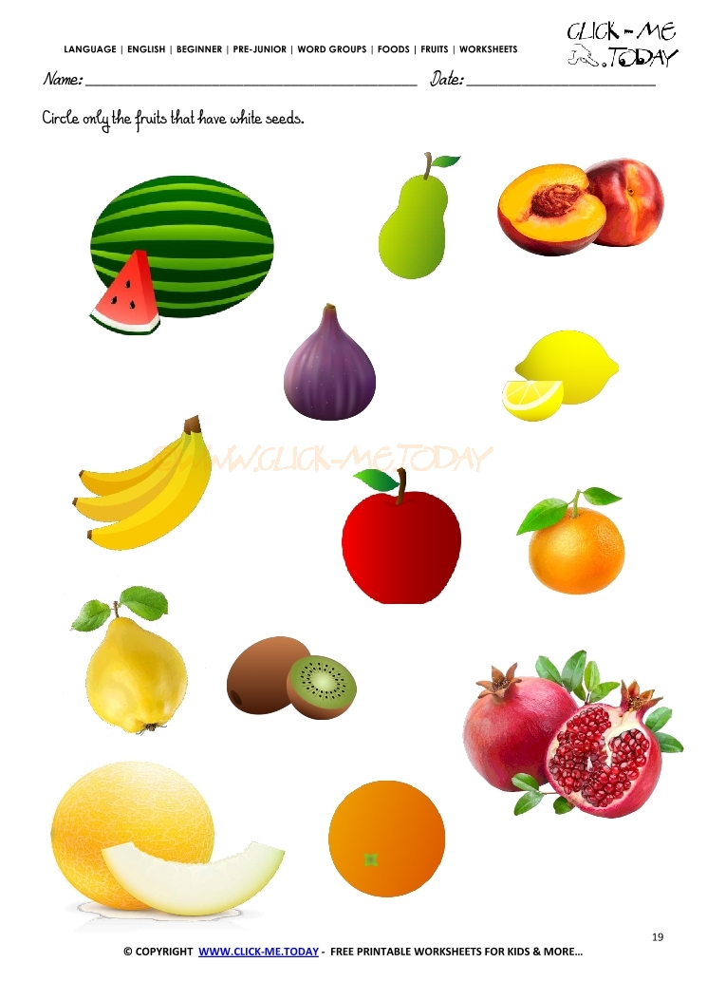 CLICK-ME
.TODAY
LANGUAGE | ENGLISH | BEGINNER | PRE-JUNIOR | WORD GROUPS | FOODS | FRUITS | WORKSHEETS
Name: ________________ Date: ________________
Circle only the fruits that have white seeds.
©WWW.CLICK-ME.TODAY
19
© COPYRIGHT WWW.CLICK-ME.TODAY - FREE PRINTABLE WORKSHEETS FOR KIDS & MORE...